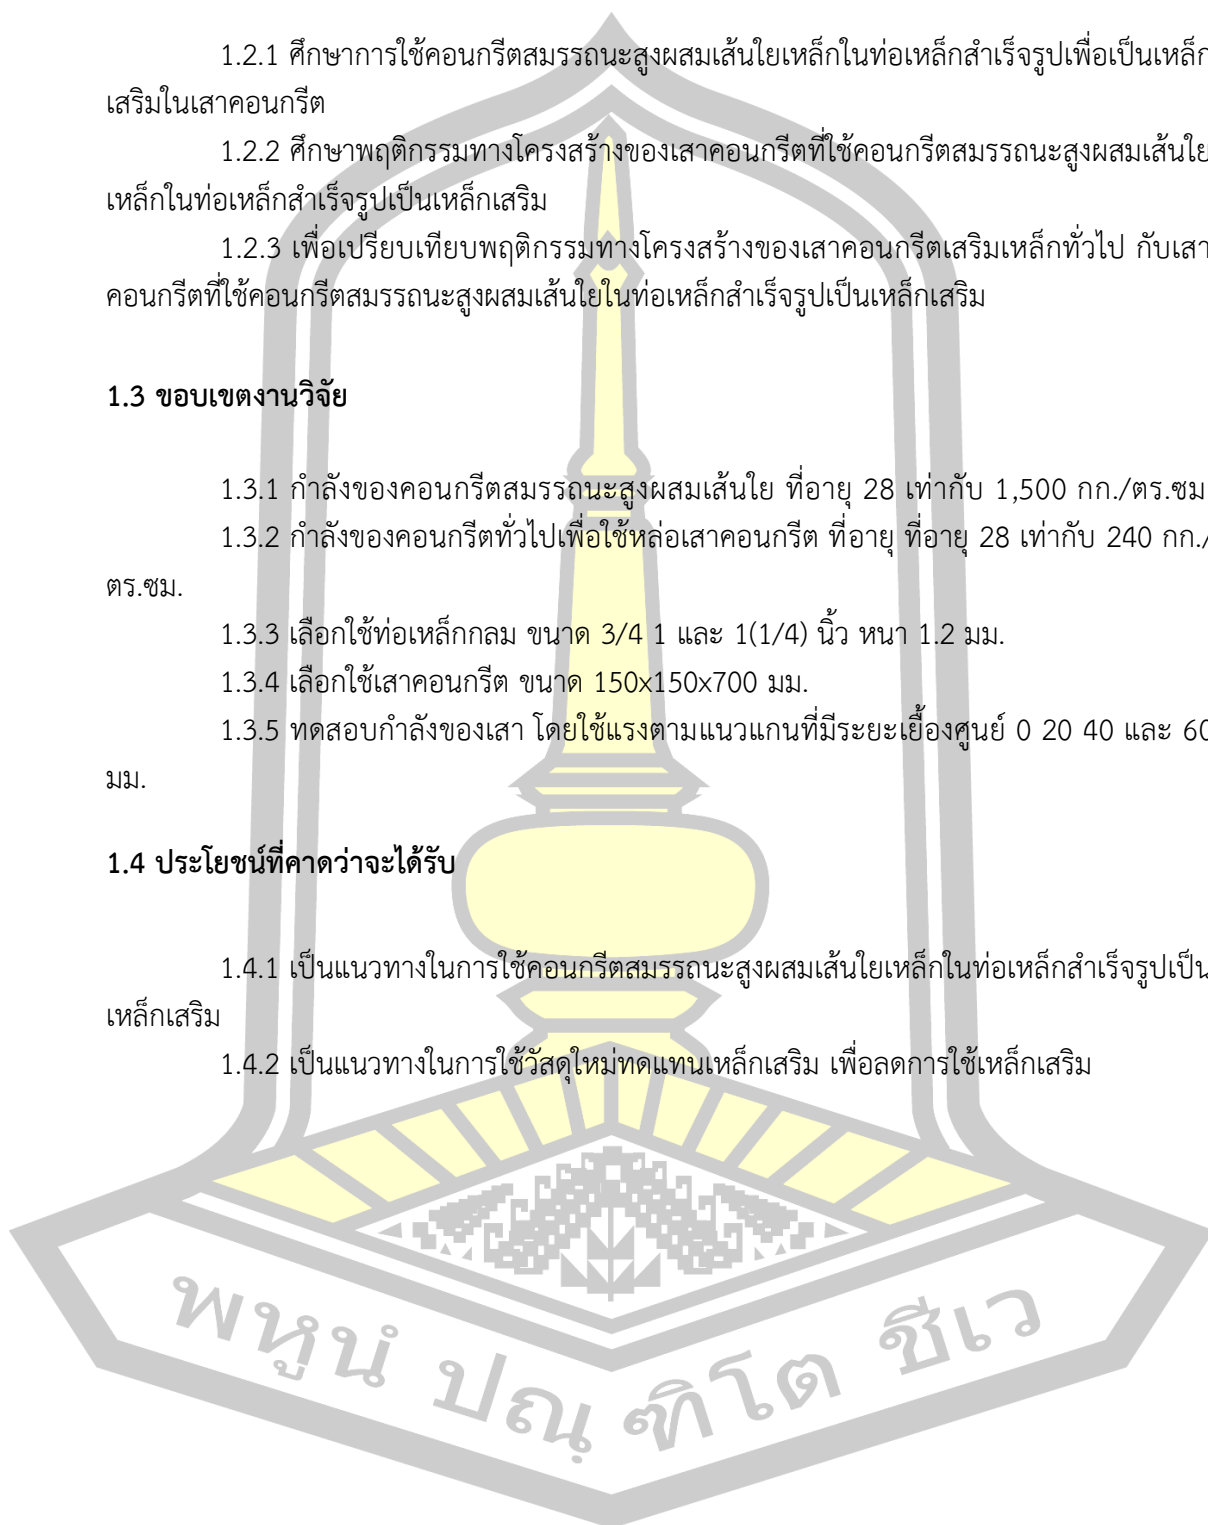 1.2.1 ศึกษาการใช้คอนกรีตสมรรถนะสูงผสมเส้นใยเหล็กในท่อเหล็กสำเร็จรูปเพื่อเป็นเหล็ก
เสริมในเสาคอนกรีต
1.2.2 ศึกษาพฤติกรรมทางโครงสร้างของเสาคอนกรีตที่ใช้คอนกรีตสมรรถนะสูงผสมเส้นใย
เหล็กในท่อเหล็กสำเร็จรูปเป็นเหล็กเสริม
1.2.3 เพื่อเปรียบเทียบพฤติกรรมทางโครงสร้างของเสาคอนกรีตเสริมเหล็กทั่วไป กับเสา
คอนกรีตที่ใช้คอนกรีตสมรรถนะสูงผสมเส้นใยในท่อเหล็กสำเร็จรูปเป็นเหล็กเสริม
1.3 ขอบเขตงานวิจัย
1.3.1 กำลังของคอนกรีตสมรรถนะสูงผสมเส้นใย ที่อายุ 28 เท่ากับ 1,500 กก./ตร.ซม
1.3.2 กำลังของคอนกรีตทั่วไปเพื่อใช้หล่อเสาคอนกรีต ที่อายุ ที่อายุ 28 เท่ากับ 240 กก./
ตร.ซม.
1.3.3 เลือกใช้ท่อเหล็กกลม ขนาด 3/4 1 และ 1(1/4) นิ้ว หนา 1.2 มม.
1.3.4 เลือกใช้เสาคอนกรีต ขนาด 150x150x700 มม.
1.3.5 ทดสอบกำลังของเสา โดยใช้แรงตามแนวแกนที่มีระยะเยื้องศูนย์ 0 20 40 และ 60
มม.
1.4 ประโยชน์ที่คาดว่าจะได้รับ
1.4.1 เป็นแนวทางในการใช้คอนกรีตสมรรถนะสูงผสมเส้นใยเหล็กในท่อเหล็กสำเร็จรูปเป็น
เหล็กเสริม
1.4.2 เป็นแนวทางในการใช้วัสดุใหม่ทดแทนเหล็กเสริม เพื่อลดการใช้เหล็กเสริม
พหูนํ ปณฺฑิโต ชีเว